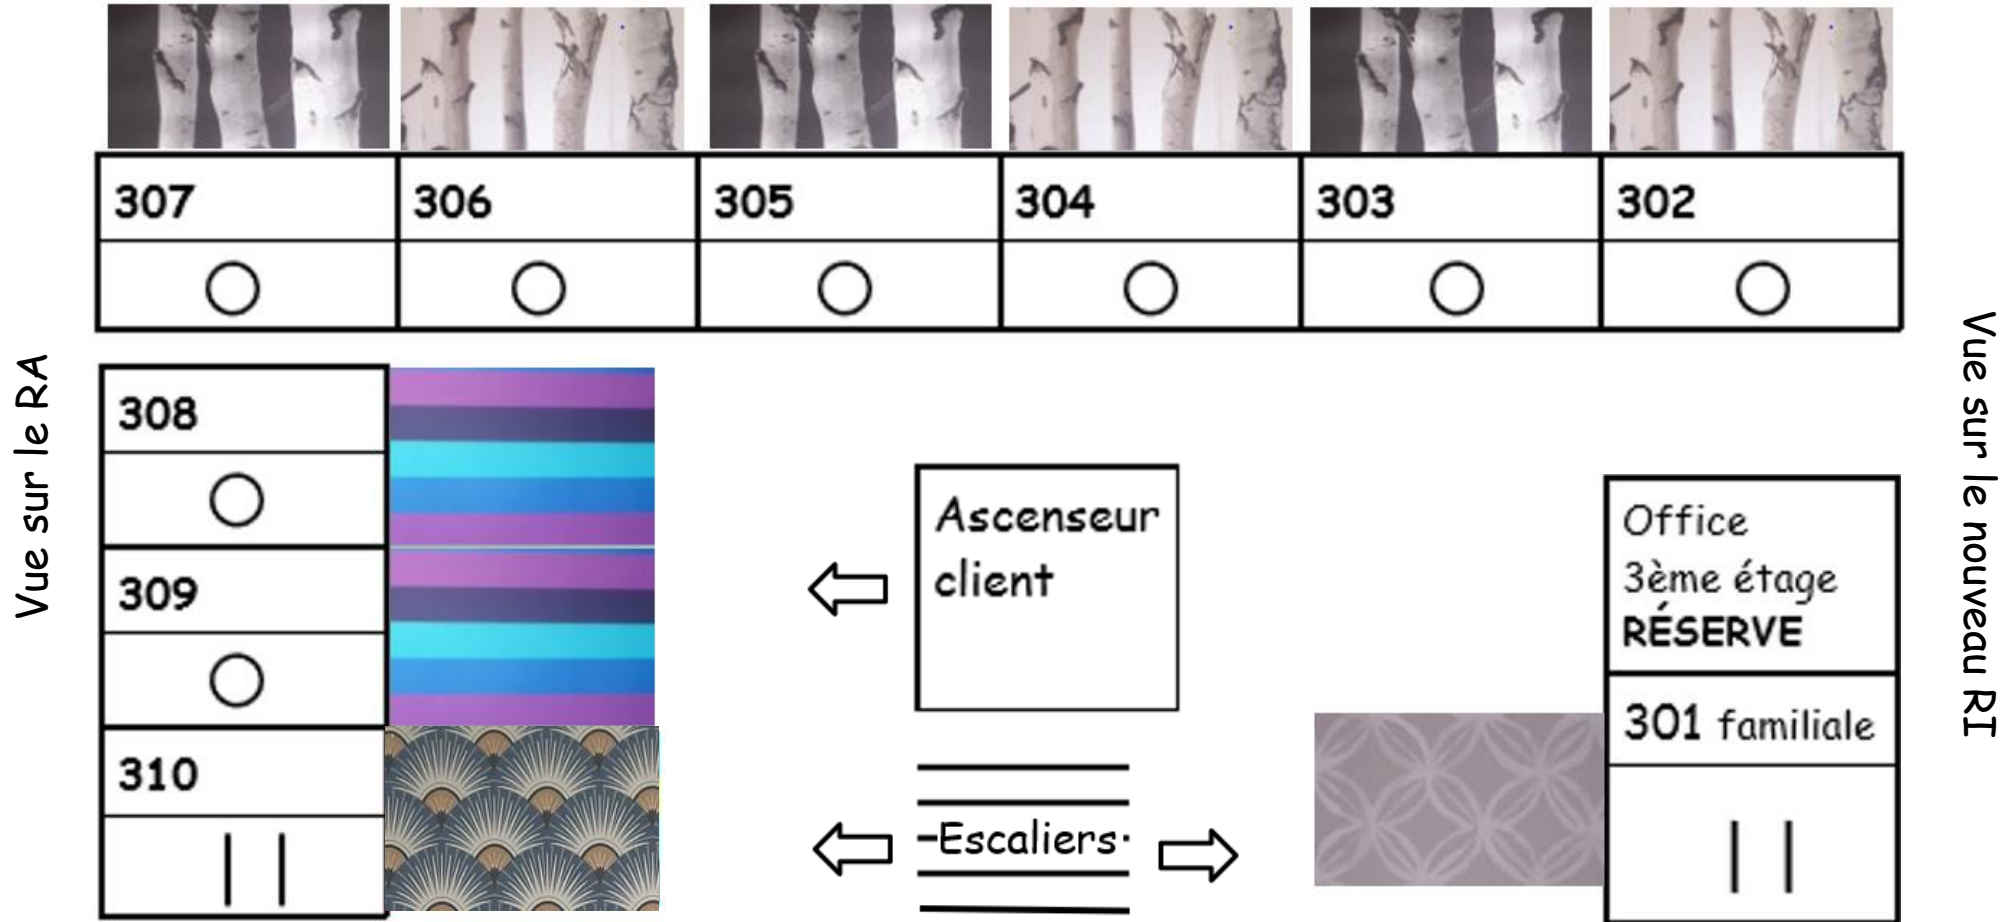 307
306
305
304
303
302
Vue sur le RA
308
309
310
Ascenseur
client
Escaliers
Office
3ème étage
RÉSERVE
301 familiale
Vue sur le nouveau RI